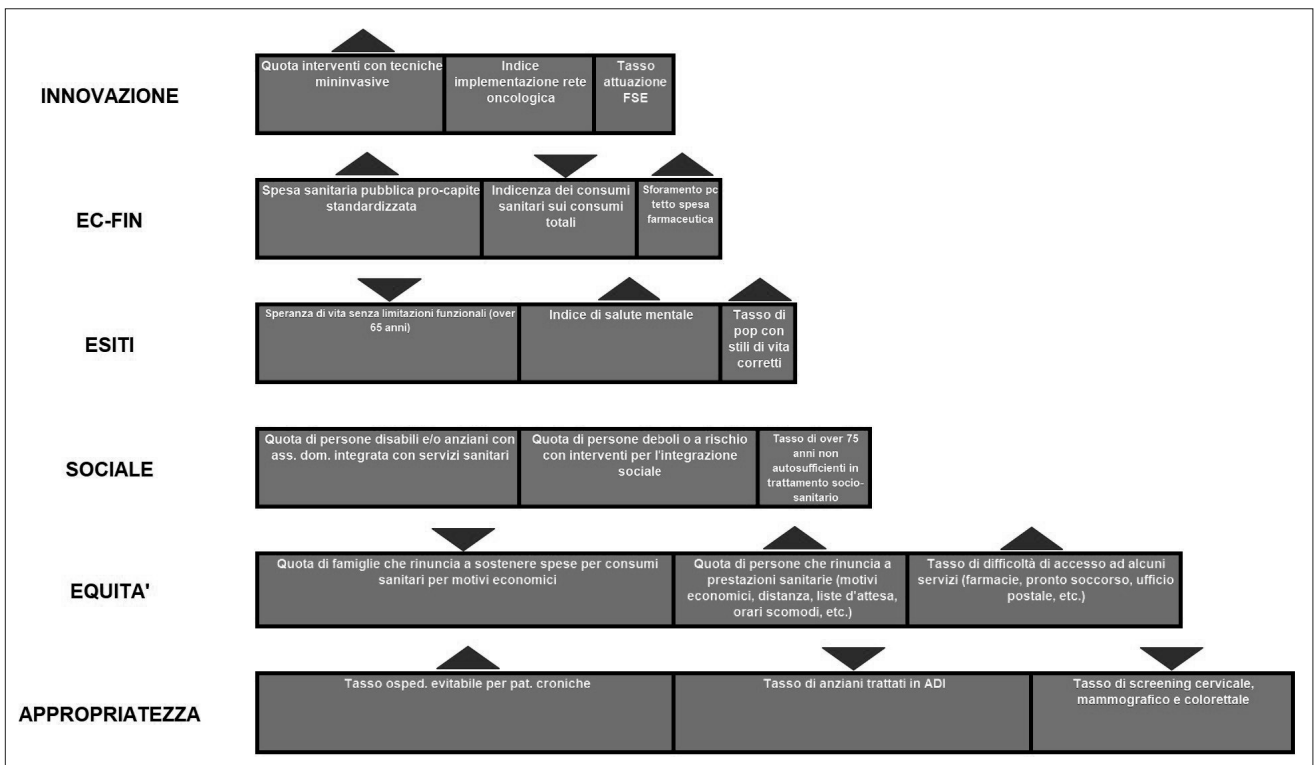 INNOVAZIONE
Quota interventi con tecniche
mininvasive
Indice
implementazione rete
oncologica
Tasso
attuazione
FSE
EC-FIN
Spesa sanitaria pubblica pro-capite
standardizzata
Indicenza dei consumi
sanitari sui consumi
totali
Sforamento pc
tetto spesa
farmaceutica
ESITI
Speranza di vita senza limitazioni funzionali (over
65 anni)
Indice di salute mentale
Tasso di
pop con
stili di vita
corretti
SOCIALE
Quota di persone disabili e/o anziani con
ass. dom. integrata con servizi sanitari
Quota di persone deboli o a rischio
con interventi per l'integrazione
sociale
Tasso di over 75
anni non
autosufficienti in
trattamento socio-
sanitario
EQUITA'
Quota di famiglie che rinuncia a sostenere spese per consumi
sanitari per motivi economici
Quota di persone che rinuncia a
prestazioni sanitarie (motivi
economici, distanza, liste d'attesa,
orari scomodi, etc.)
Tasso di difficoltà di accesso ad alcuni
servizi (farmacie, pronto soccorso, ufficio
postale, etc.)
APPROPRIATEZZA
Tasso osped. evitabile per pat. croniche
Tasso di anziani trattati in ADI
Tasso di screening cervicale,
mammografico e colorettale